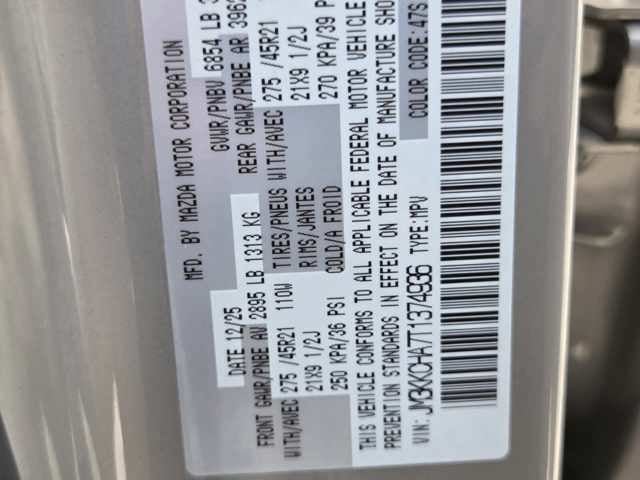 MFD. BY MAZDA MOTOR CORPORATION
DATE 12/25 GVWR/PNBV 6854 LB
FRONT GAWR/PNBE AV 2895 LB 1313 KG REAR GAWR/PNBE AR
WITH/AVEC 275 /45R21 110W TIRES/PNEUS WITH/AVEC 275 /45R21
21X9 1/2J RIMS/JANTES 21X9 1/2J
250 KPA/36 PSI COLD/A FROID 270 KPA/39
THIS VEHICLE CONFORMS TO ALL APPLICABLE FEDERAL MOTOR VEHICLE
PREVENTION STANDARDS IN EFFECT ON THE DATE OF MANUFACTURE
VIN: JM3KKCHA7T1374936 TYPE: MPV COLOR CODE: 47S